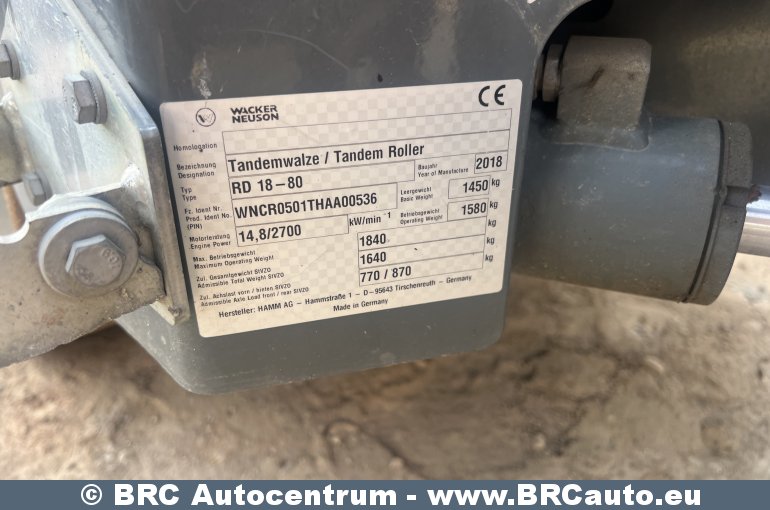 WACKER
NEUSON
CE
Homologation
Bezeichnung
Designation
Tandemwalze / Tandem Roller
Baujahr
Year of Manufacture
2018
Typ
Type
RD 18-80
Leergewicht
Basic Weight
1450 kg
Fz. Ident Nr.
Prod. Ident No.
(PIN)
WNCR0501THAA00536
Betriebsgewicht
Operating Weight
1580 kg
Motorleistung
Engine Power
14,8/2700 kW/min⁻¹
Max. Betriebsgewicht
Maximum Operating Weight
1840 kg
Zul. Gesamtgewicht StVZO
Admissible Total Weight StVZO
1640 kg
Zul. Achslast vorn / hinten StVZO
Admissible Axle Load front / rear StVZO
770 / 870
Hersteller: HAMM AG - Hammstraße 1 - D-95643 Tirschenreuth - Germany
Made in Germany
© BRC Autocentrum - www.BRCauto.eu